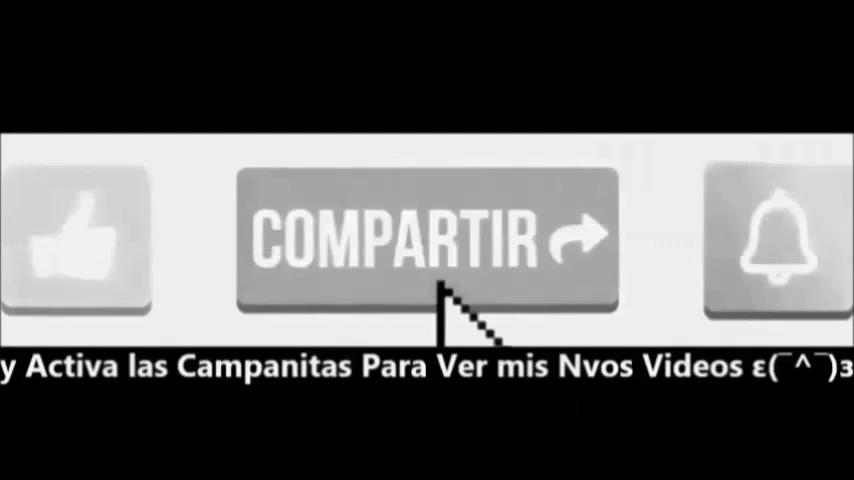 COMPARTIR
y Activa las Campanitas Para Ver mis Nvos Videos ε(¯^¯)з